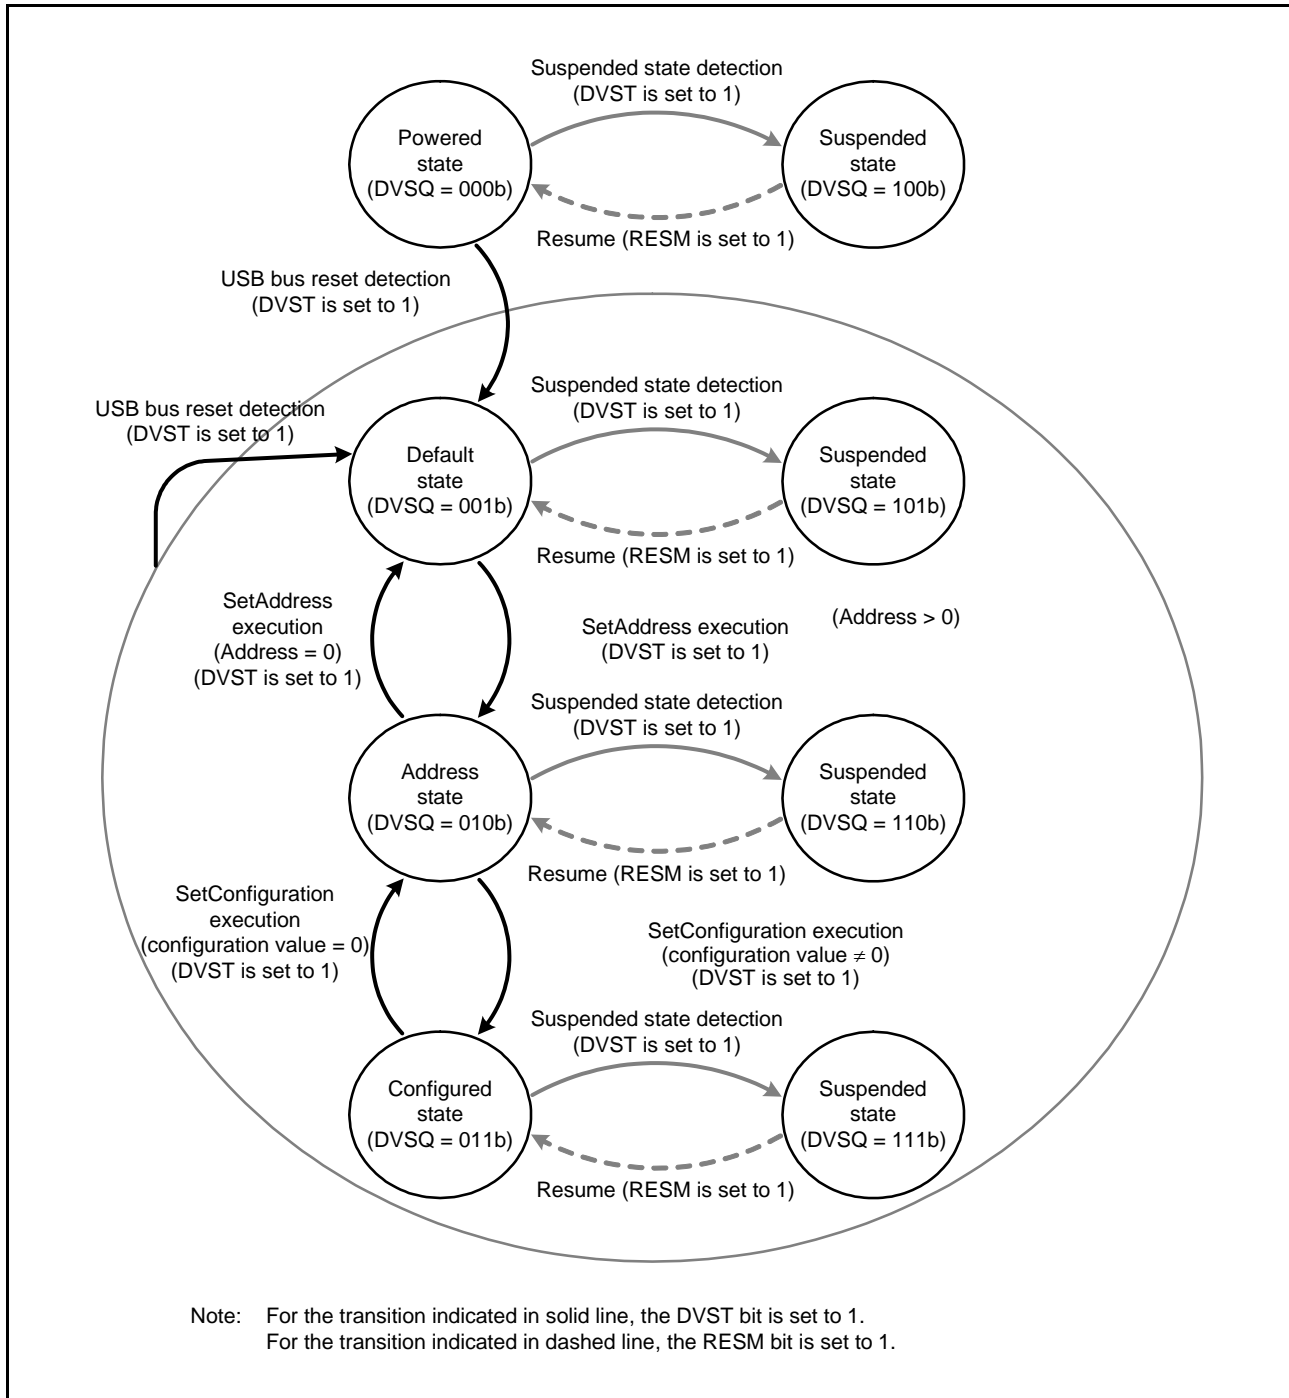 Suspended state detection
(DVST is set to 1)
Powered
state
(DVSQ = 000b)
Suspended
state
(DVSQ = 100b)
Resume (RESM is set to 1)
USB bus reset detection
(DVST is set to 1)
Suspended state detection
(DVST is set to 1)
USB bus reset detection
(DVST is set to 1)
Default
state
(DVSQ = 001b)
Suspended
state
(DVSQ = 101b)
Resume (RESM is set to 1)
SetAddress
execution
(Address = 0)
(DVST is set to 1)
SetAddress execution
(DVST is set to 1)
(Address > 0)
Suspended state detection
(DVST is set to 1)
Address
state
(DVSQ = 010b)
Suspended
state
(DVSQ = 110b)
Resume (RESM is set to 1)
SetConfiguration
execution
(configuration value = 0)
(DVST is set to 1)
SetConfiguration execution
(configuration value ≠ 0)
(DVST is set to 1)
Suspended state detection
(DVST is set to 1)
Configured
state
(DVSQ = 011b)
Suspended
state
(DVSQ = 111b)
Resume (RESM is set to 1)
Note: For the transition indicated in solid line, the DVST bit is set to 1.
For the transition indicated in dashed line, the RESM bit is set to 1.